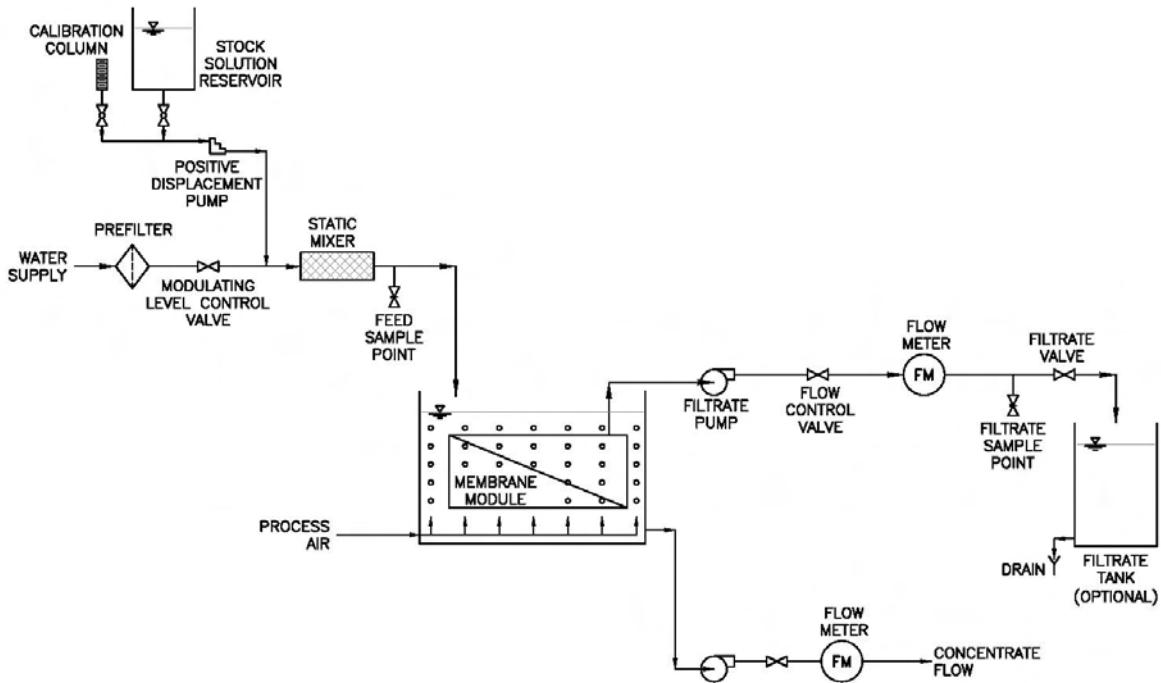 CALIBRATION
COLUMN
STOCK
SOLUTION
RESERVOIR
POSITIVE
DISPLACEMENT
PUMP
PREFILTER
WATER
SUPPLY
MODULATING
LEVEL CONTROL
VALVE
STATIC
MIXER
FEED
SAMPLE
POINT
MEMBRANE
MODULE
PROCESS
AIR
FILTRATE
PUMP
FLOW
CONTROL
VALVE
FLOW
METER
FM
FILTRATE
VALVE
FILTRATE
SAMPLE
POINT
DRAIN
FILTRATE
TANK
(OPTIONAL)
FLOW
METER
FM
CONCENTRATE
FLOW